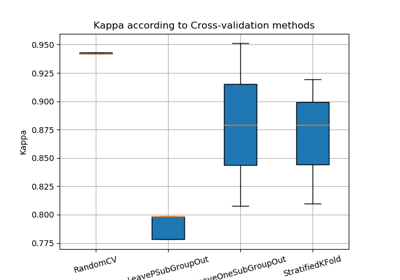 Kappa according to Cross-validation methods
0.950
0.925
0.900
0.875
0.850
0.825
0.800
0.775
Kappa
RandomCV
LeavePSubGroupOut
LeaveOneSubGroupOut
StratifiedKFold